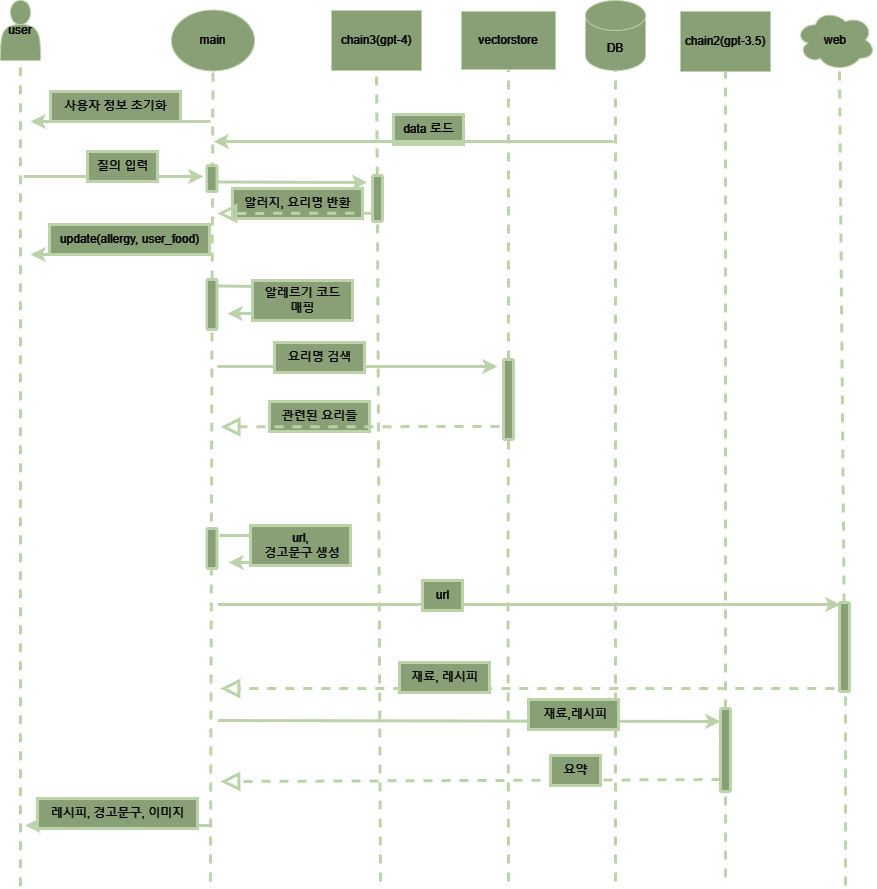 user
main
chain3(gpt-4)
vectorstore
DB
chain2(gpt-3.5)
web
사용자 정보 초기화
data 로드
질의 입력
알러지, 요리명 반환
update(allergy, user_food)
알레르기 코드
매핑
요리명 검색
관련된 요리들
url,
경고문구 생성
url
재료, 레시피
재료,레시피
요약
레시피, 경고문구, 이미지